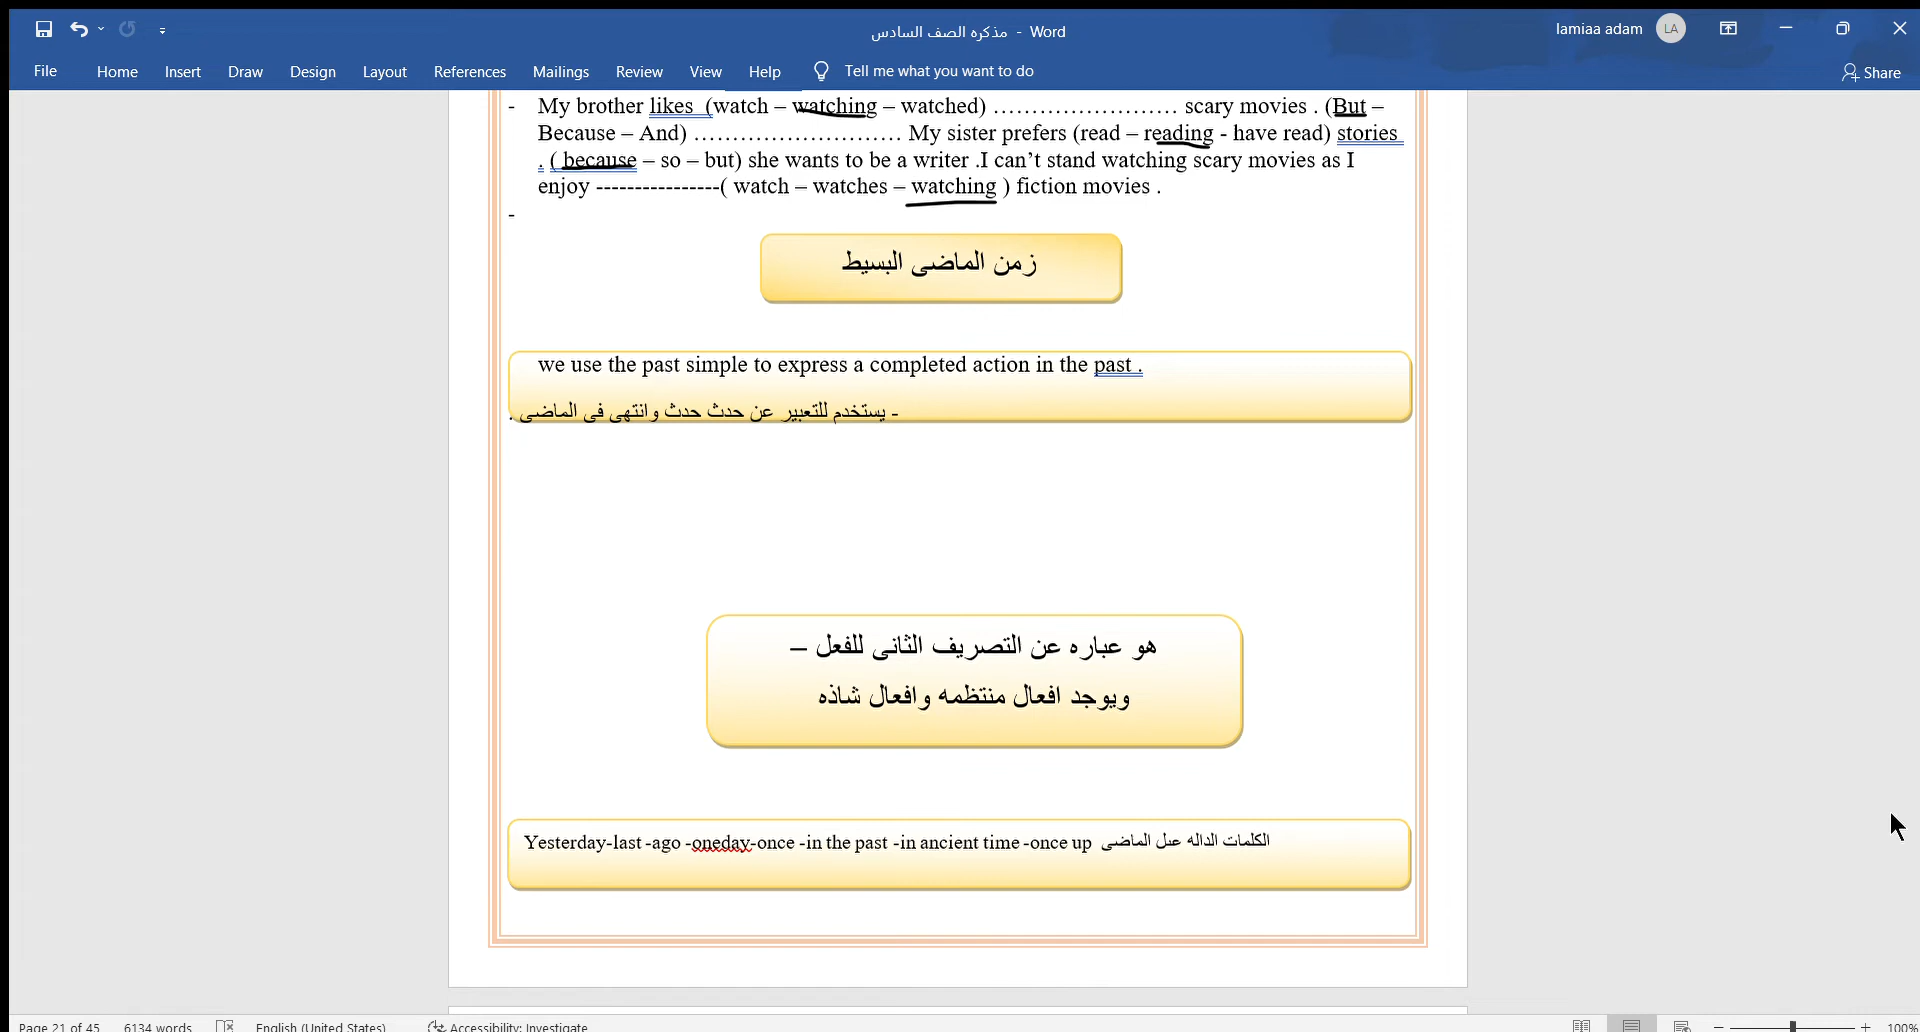 مذكره الصف السادس - Word
lamiaa adam
LA
File Home Insert Draw Design Layout References Mailings Review View Help Tell me what you want to do
Share
- My brother likes (watch – watching – watched) …………………… scary movies . (But –
Because – And) ……………………… My sister prefers (read – reading - have read) stories
. ( because – so – but) she wants to be a writer .I can’t stand watching scary movies as I
enjoy ----------------( watch – watches – watching ) fiction movies .
-
زمن الماضى البسيط
we use the past simple to express a completed action in the past .
- يستخدم للتعبير عن حدث حدث وانتهى فى الماضى .
هو عباره عن التصريف الثانى للفعل –
ويوجد افعال منتظمه وافعال شاذه
Yesterday-last -ago -oneday-once -in the past -in ancient time -once up الكلمات الداله عىل الماضى
Page 21 of 45 6134 words English (United States) Accessibility: Investigate 100%